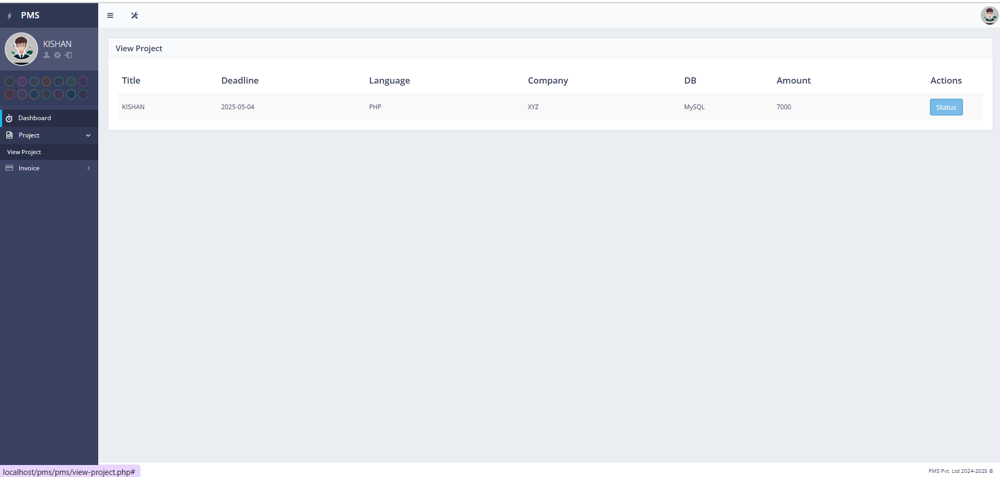 PMS
KISHAN
Dashboard
Project
View Project
Invoice
View Project
Title Deadline Language Company DB Amount Actions
KISHAN 2025-05-04 PHP XYZ MySQL 7000 Status
localhost/pms/pms/view-project.php#
PMS Pvt. Ltd 2024-2025 ©